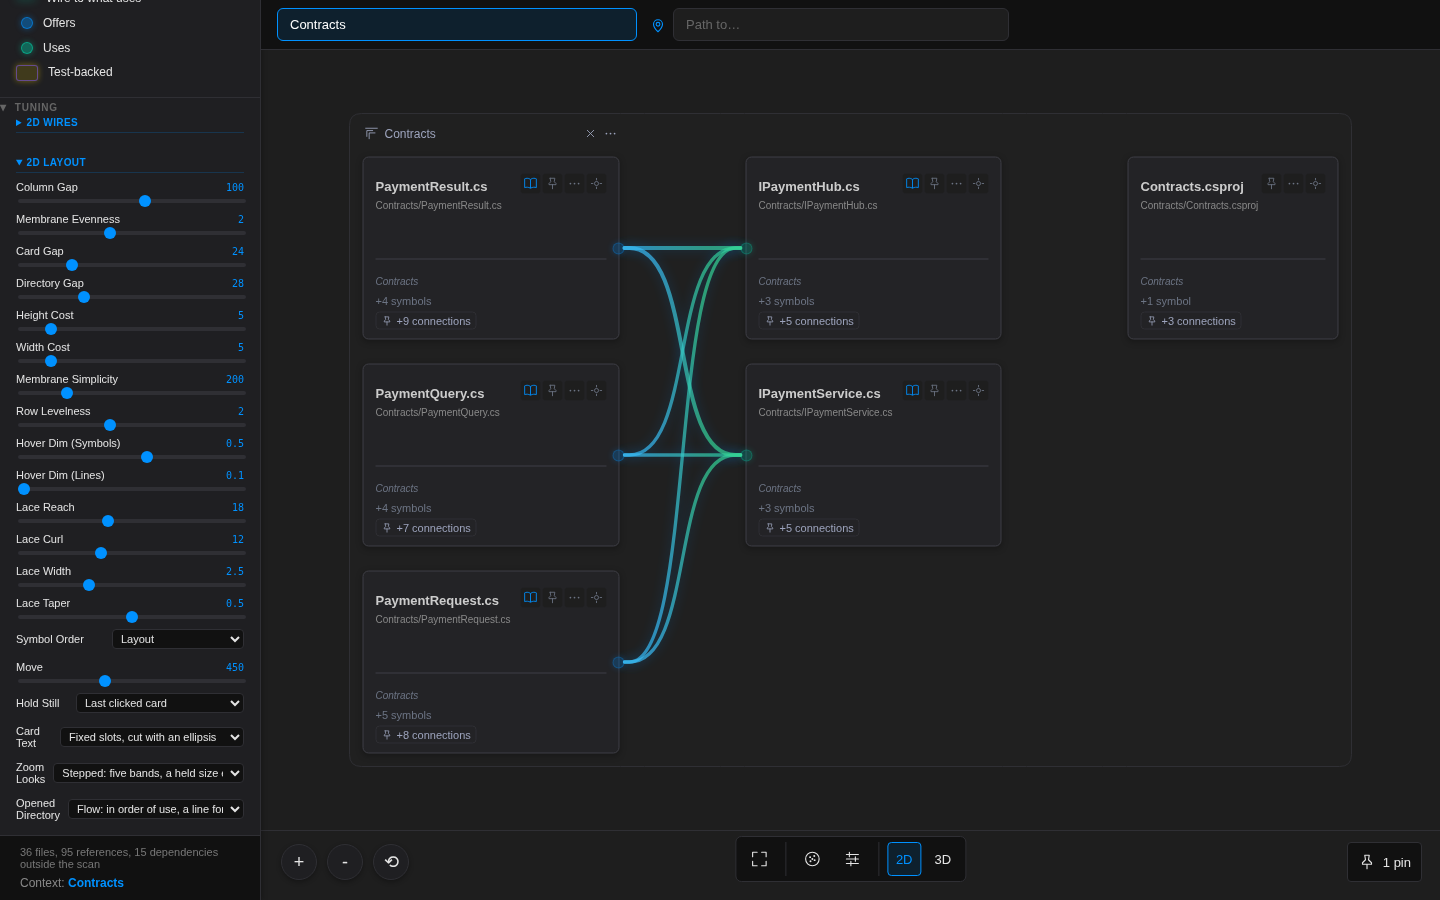 Wire to what uses
Offers
Uses
Test-backed
TUNING
2D WIRES
2D LAYOUT
Column Gap 100
Membrane Evenness 2
Card Gap 24
Directory Gap 28
Height Cost 5
Width Cost 5
Membrane Simplicity 200
Row Levelness 2
Hover Dim (Symbols) 0.5
Hover Dim (Lines) 0.1
Lace Reach 18
Lace Curl 12
Lace Width 2.5
Lace Taper 0.5
Symbol Order Layout
Move 450
Hold Still Last clicked card
Card Text Fixed slots, cut with an ellipsis
Zoom Looks Stepped: five bands, a held size
Opened Directory Flow: in order of use, a line for
36 files, 95 references, 15 dependencies
outside the scan
Context: Contracts
Contracts
Path to…
Contracts
PaymentResult.cs
Contracts/PaymentResult.cs
Contracts
+4 symbols
+9 connections
IPaymentHub.cs
Contracts/IPaymentHub.cs
Contracts
+3 symbols
+5 connections
Contracts.csproj
Contracts/Contracts.csproj
Contracts
+1 symbol
+3 connections
PaymentQuery.cs
Contracts/PaymentQuery.cs
Contracts
+4 symbols
+7 connections
IPaymentService.cs
Contracts/IPaymentService.cs
Contracts
+3 symbols
+5 connections
PaymentRequest.cs
Contracts/PaymentRequest.cs
Contracts
+5 symbols
+8 connections
+ -
2D 3D
1 pin